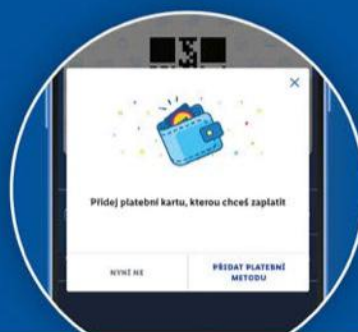 Přidej platební kartu, kterou chceš zaplatit
NYNÍ NE
PŘIDAT PLATEBNÍ
METODU